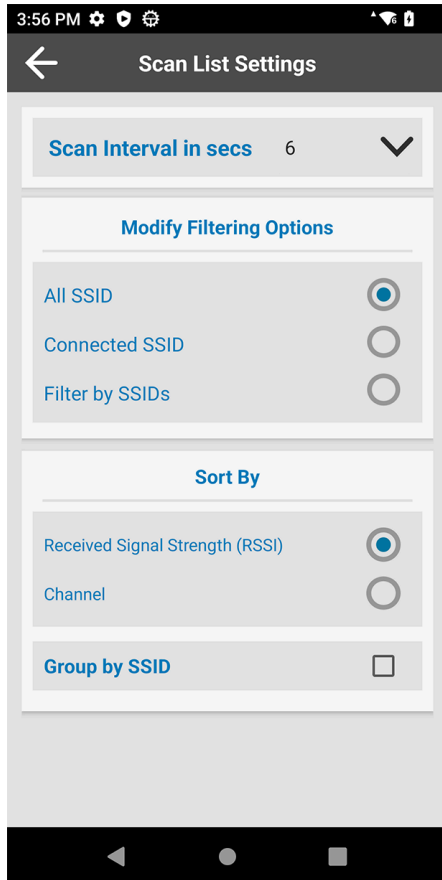 3:56 PM
6
Scan List Settings
Scan Interval in secs 6
Modify Filtering Options
All SSID
Connected SSID
Filter by SSIDs
Sort By
Received Signal Strength (RSSI)
Channel
Group by SSID